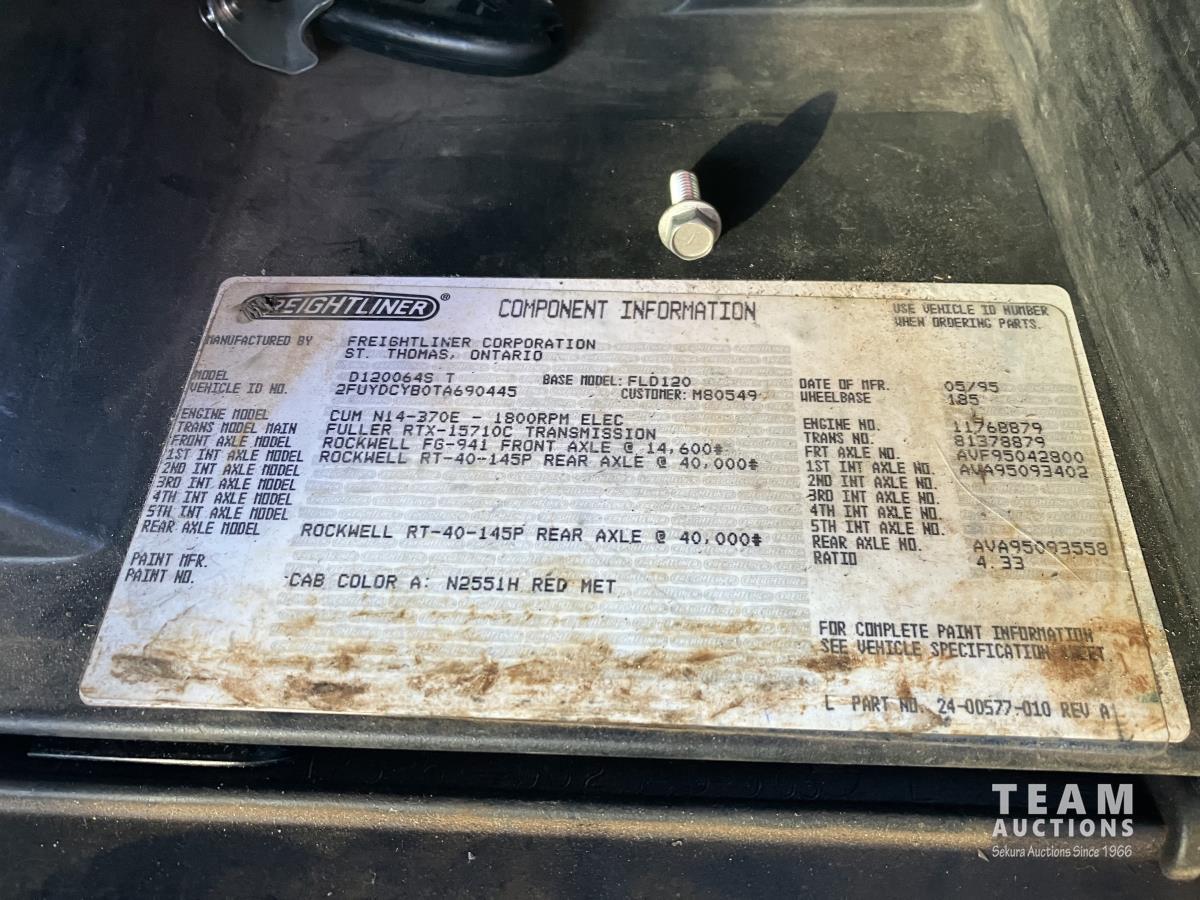 FREIGHTLINER ® COMPONENT INFORMATION
USE VEHICLE ID NUMBER
WHEN ORDERING PARTS.
MANUFACTURED BY FREIGHTLINER CORPORATION
ST. THOMAS, ONTARIO
MODEL D120064S T BASE MODEL: FLD120
VEHICLE ID NO. 2FUYDCYB0TA690445 CUSTOMER: M80549
DATE OF MFR. 05/95
WHEELBASE 185
ENGINE MODEL CUM N14-370E - 1800RPM ELEC
TRANS MODEL MAIN FULLER RTX-15710C TRANSMISSION
FRONT AXLE MODEL ROCKWELL FG-941 FRONT AXLE @ 14,600#
1ST INT AXLE MODEL ROCKWELL RT-40-145P REAR AXLE @ 40,000#
2ND INT AXLE MODEL
3RD INT AXLE MODEL
4TH INT AXLE MODEL
5TH INT AXLE MODEL
REAR AXLE MODEL ROCKWELL RT-40-145P REAR AXLE @ 40,000#
ENGINE NO. 11768879
TRANS NO. 81378879
FRT AXLE NO. AVF95042800
1ST INT AXLE NO. AVA95093402
2ND INT AXLE NO.
3RD INT AXLE NO.
4TH INT AXLE NO.
5TH INT AXLE NO.
REAR AXLE NO. AVA95093558
RATIO 4.33
PAINT MFR.
PAINT NO. CAB COLOR A: N2551H RED MET
FOR COMPLETE PAINT INFORMATION
SEE VEHICLE SPECIFICATION SHEET.
L PART NO. 24-00577-010 REV A
TEAM
AUCTIONS
Sekura Auctions Since 1966